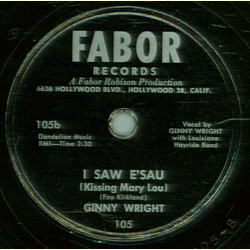 FABOR
RECORDS
A Fabor Robison Production
6636 HOLLYWOOD BLVD., HOLLYWOOD 28, CALIF.
105b
Dandelion Music
BMI—Time 2:30
Vocal by
GINNY WRIGHT
with Louisiana
Hayride Band
I SAW E'SAU
(Kissing Mary Lou)
(Fay Kirkland)
GINNY WRIGHT
105